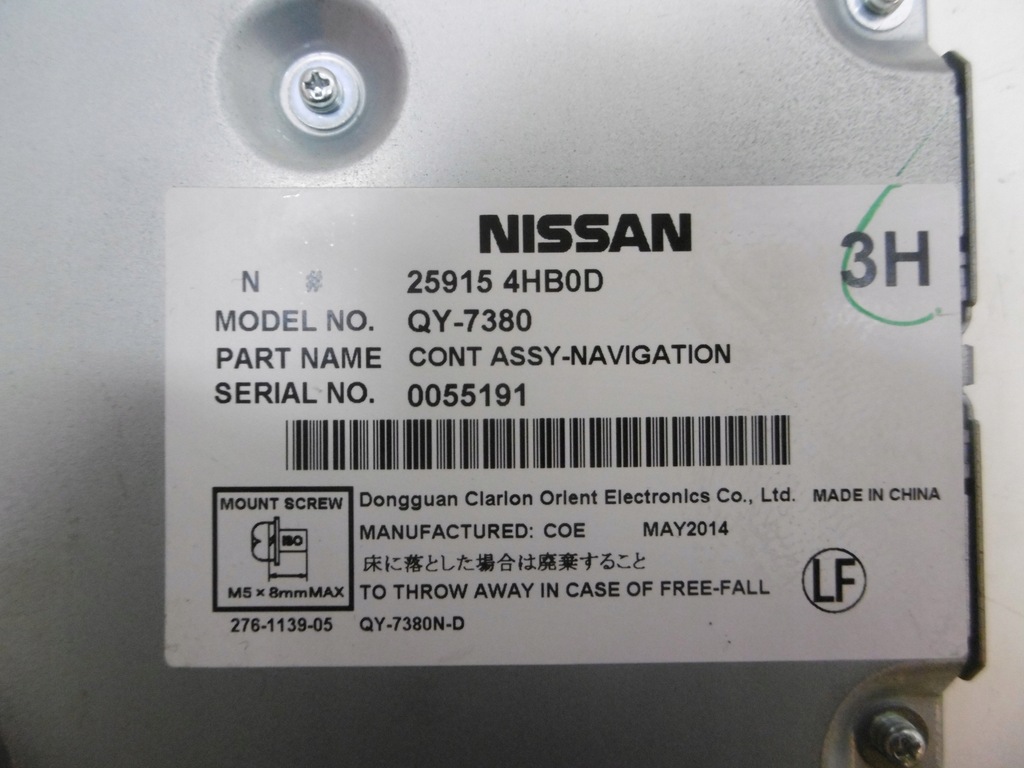 NISSAN
3H
N # 25915 4HB0D
MODEL NO. QY-7380
PART NAME CONT ASSY-NAVIGATION
SERIAL NO. 0055191
MOUNT SCREW
ISO
M5 × 8mmMAX
276-1139-05
Dongguan Clarion Orient Electronics Co., Ltd. MADE IN CHINA
MANUFACTURED: COE MAY2014
床に落とした場合は廃棄すること
TO THROW AWAY IN CASE OF FREE-FALL
LF
QY-7380N-D